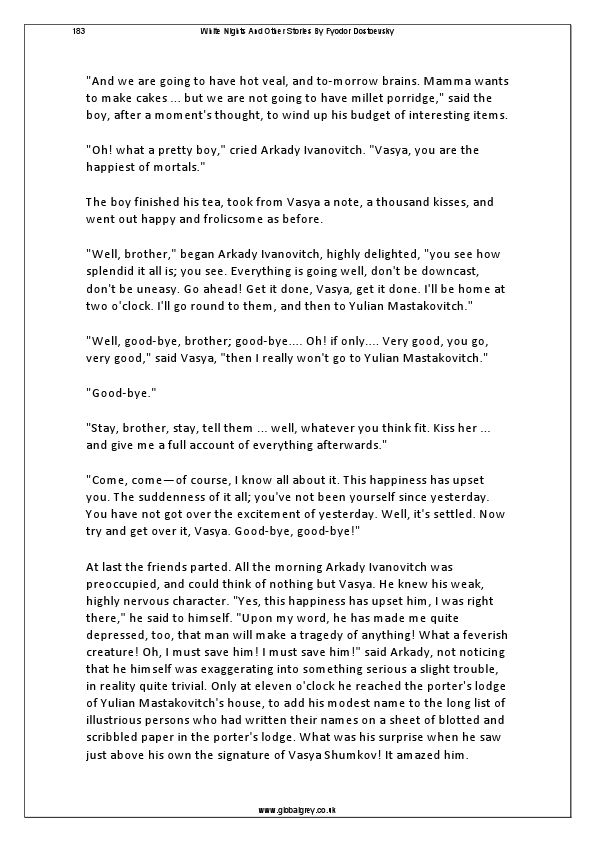 183 White Nights And Other Stories By Fyodor Dostoevsky
"And we are going to have hot veal, and to-morrow brains. Mamma wants
to make cakes ... but we are not going to have millet porridge," said the
boy, after a moment's thought, to wind up his budget of interesting items.
"Oh! what a pretty boy," cried Arkady Ivanovitch. "Vasya, you are the
happiest of mortals."
The boy finished his tea, took from Vasya a note, a thousand kisses, and
went out happy and frolicsome as before.
"Well, brother," began Arkady Ivanovitch, highly delighted, "you see how
splendid it all is; you see. Everything is going well, don't be downcast,
don't be uneasy. Go ahead! Get it done, Vasya, get it done. I'll be home at
two o'clock. I'll go round to them, and then to Yulian Mastakovitch."
"Well, good-bye, brother; good-bye.... Oh! if only.... Very good, you go,
very good," said Vasya, "then I really won't go to Yulian Mastakovitch."
"Good-bye."
"Stay, brother, stay, tell them ... well, whatever you think fit. Kiss her ...
and give me a full account of everything afterwards."
"Come, come—of course, I know all about it. This happiness has upset
you. The suddenness of it all; you've not been yourself since yesterday.
You have not got over the excitement of yesterday. Well, it's settled. Now
try and get over it, Vasya. Good-bye, good-bye!"
At last the friends parted. All the morning Arkady Ivanovitch was
preoccupied, and could think of nothing but Vasya. He knew his weak,
highly nervous character. "Yes, this happiness has upset him, I was right
there," he said to himself. "Upon my word, he has made me quite
depressed, too, that man will make a tragedy of anything! What a feverish
creature! Oh, I must save him! I must save him!" said Arkady, not noticing
that he himself was exaggerating into something serious a slight trouble,
in reality quite trivial. Only at eleven o'clock he reached the porter's lodge
of Yulian Mastakovitch's house, to add his modest name to the long list of
illustrious persons who had written their names on a sheet of blotted and
scribbled paper in the porter's lodge. What was his surprise when he saw
just above his own the signature of Vasya Shumkov! It amazed him.
www.globalgrey.co.uk